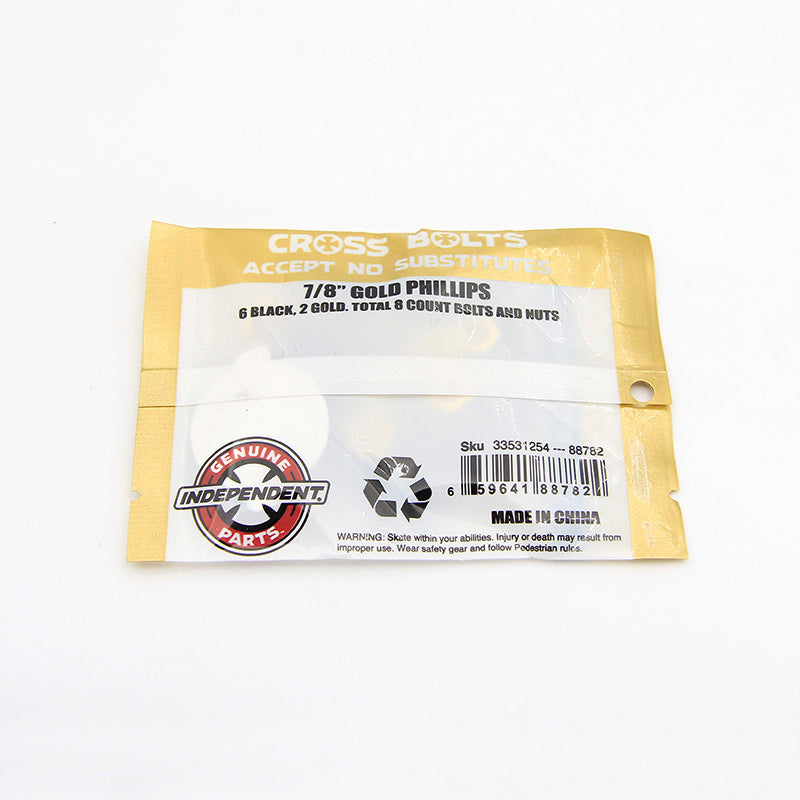 CROSS BOLTS
ACCEPT NO SUBSTITUTES
7/8" GOLD PHILLIPS
6 BLACK, 2 GOLD. TOTAL 8 COUNT BOLTS AND NUTS
GENUINE
INDEPENDENT.
PARTS
Sku 33531254 --- 88782
6 59641 88782
MADE IN CHINA
WARNING: Skate within your abilities. Injury or death may result from
improper use. Wear safety gear and follow Pedestrian rules.